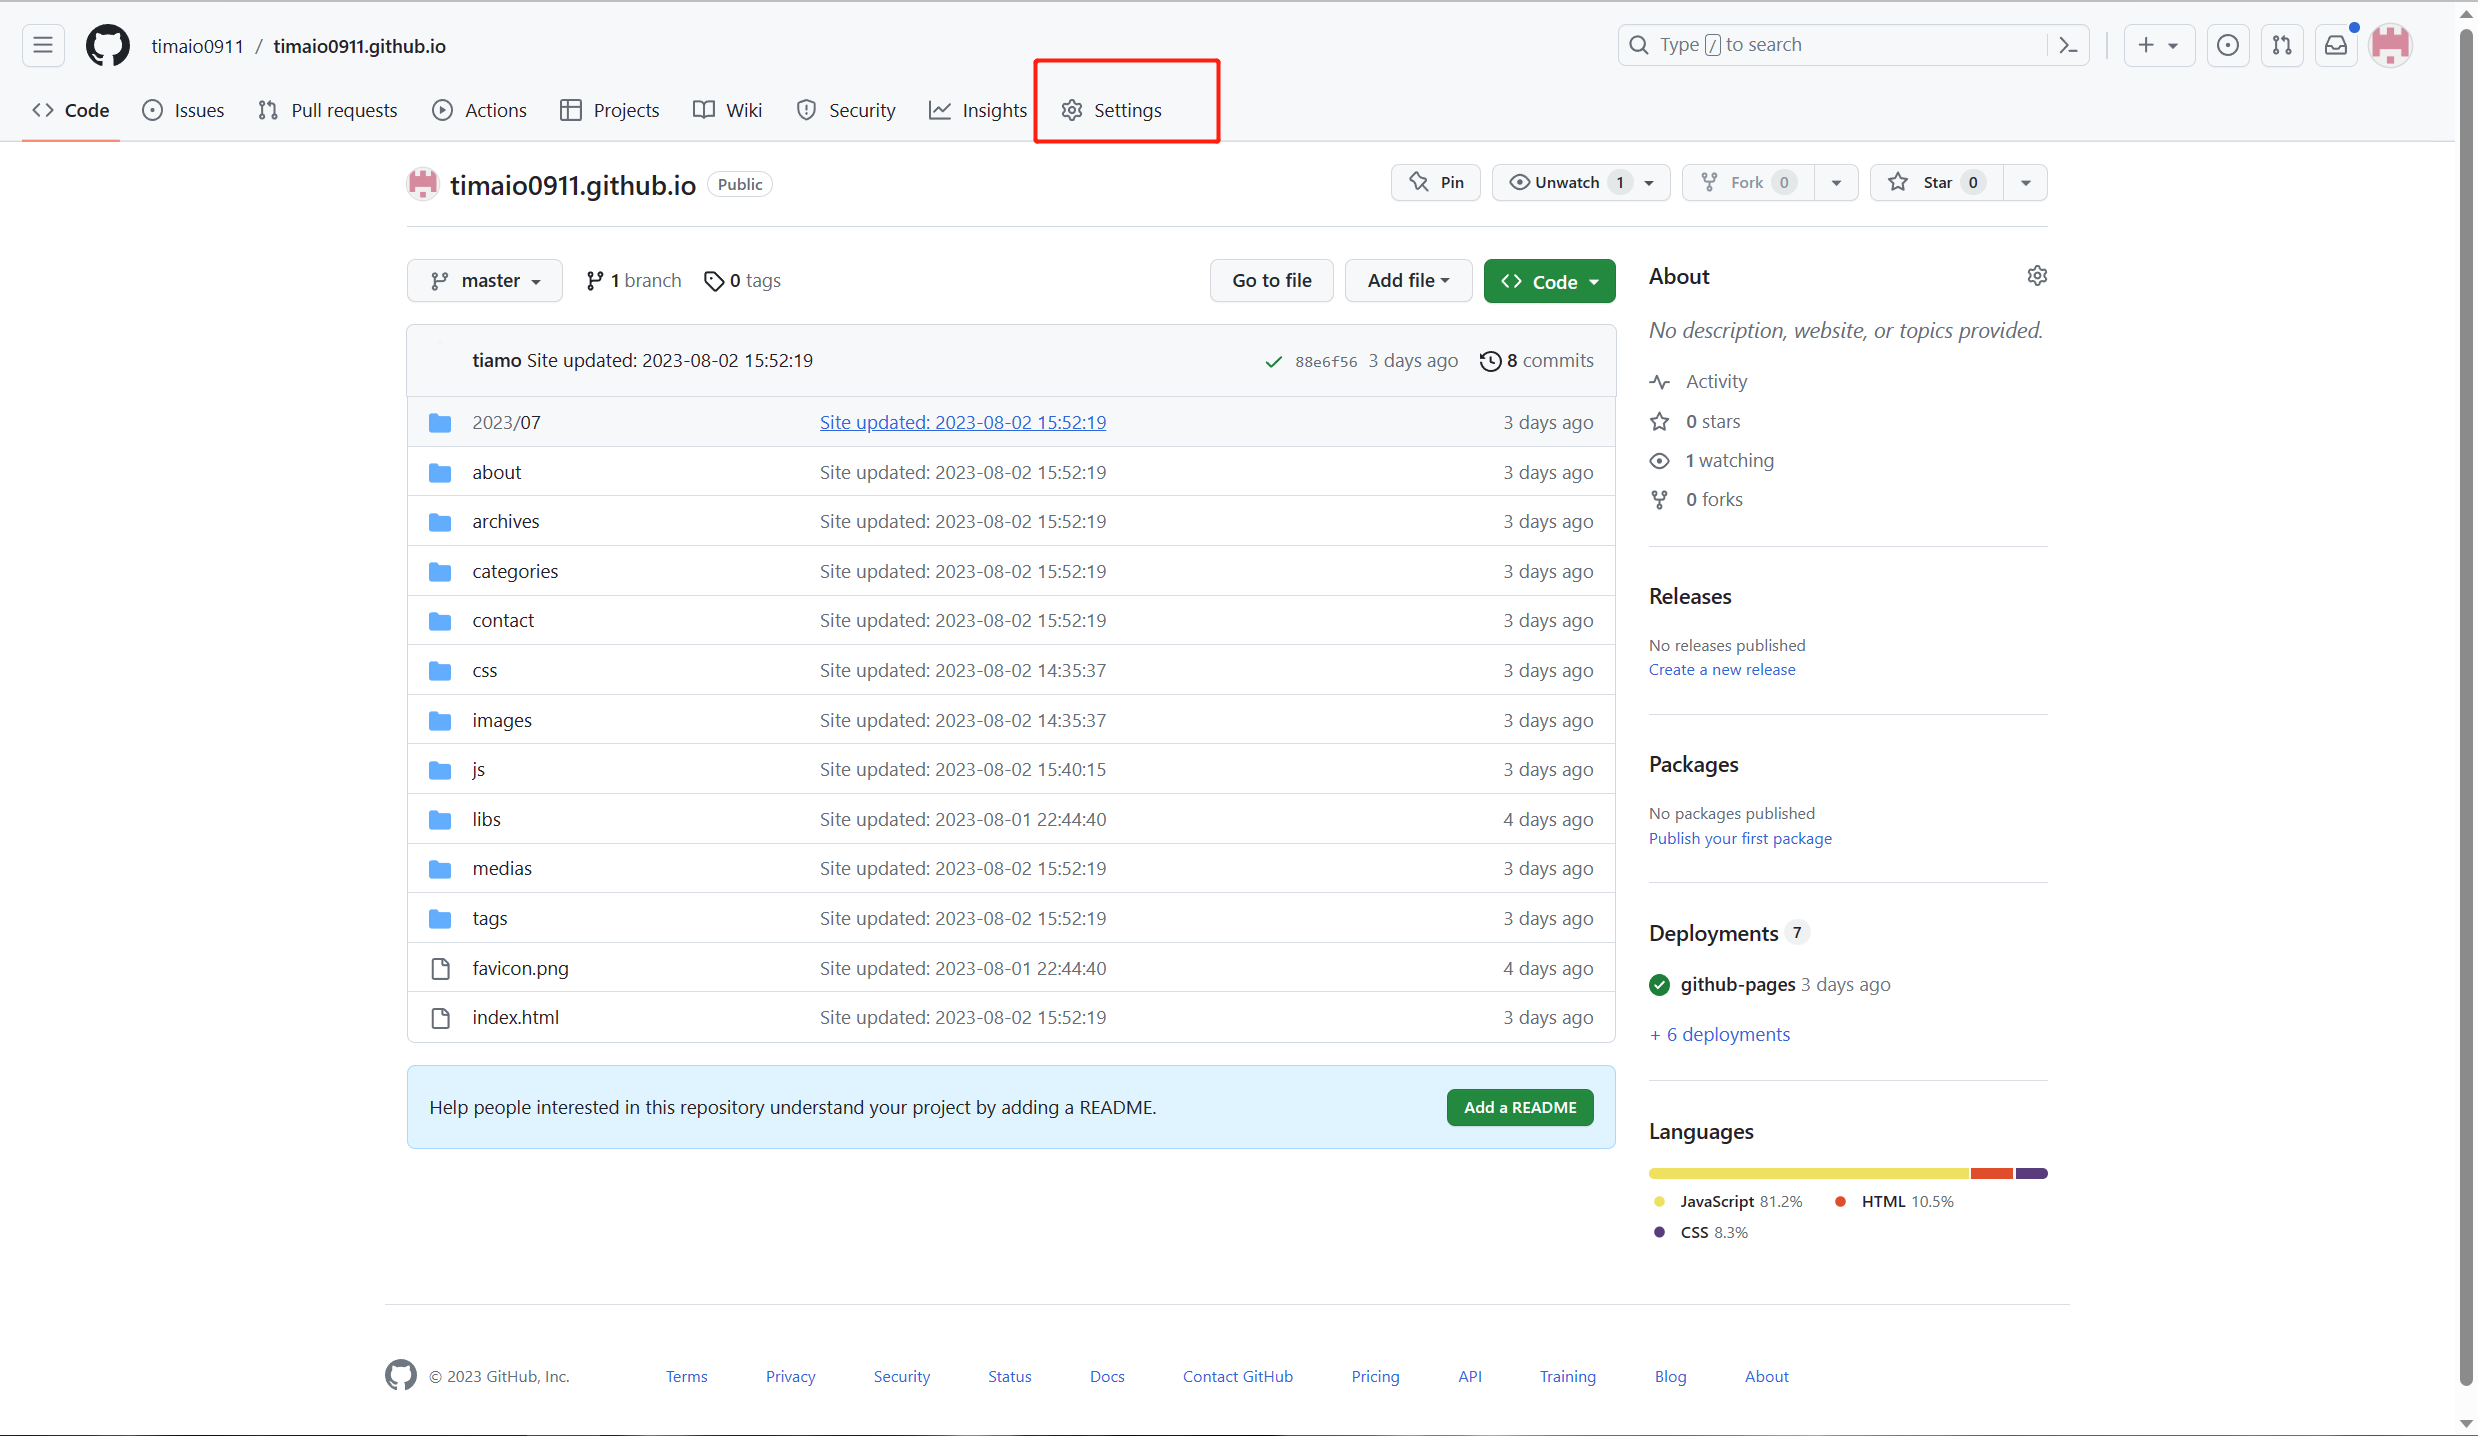 timaio0911 / timaio0911.github.io
Type / to search
Code Issues Pull requests Actions Projects Wiki Security Insights Settings
timaio0911.github.io Public
Pin Unwatch 1 Fork 0 Star 0
master 1 branch 0 tags Go to file Add file Code
tiamo Site updated: 2023-08-02 15:52:19 88e6f56 3 days ago 8 commits
2023/07 Site updated: 2023-08-02 15:52:19 3 days ago
about Site updated: 2023-08-02 15:52:19 3 days ago
archives Site updated: 2023-08-02 15:52:19 3 days ago
categories Site updated: 2023-08-02 15:52:19 3 days ago
contact Site updated: 2023-08-02 15:52:19 3 days ago
css Site updated: 2023-08-02 14:35:37 3 days ago
images Site updated: 2023-08-02 14:35:37 3 days ago
js Site updated: 2023-08-02 15:40:15 3 days ago
libs Site updated: 2023-08-01 22:44:40 4 days ago
medias Site updated: 2023-08-02 15:52:19 3 days ago
tags Site updated: 2023-08-02 15:52:19 3 days ago
favicon.png Site updated: 2023-08-01 22:44:40 4 days ago
index.html Site updated: 2023-08-02 15:52:19 3 days ago
Help people interested in this repository understand your project by adding a README. Add a README
About
No description, website, or topics provided.
Activity
0 stars
1 watching
0 forks
Releases
No releases published
Create a new release
Packages
No packages published
Publish your first package
Deployments 7
github-pages 3 days ago
+ 6 deployments
Languages
JavaScript 81.2% HTML 10.5%
CSS 8.3%
© 2023 GitHub, Inc. Terms Privacy Security Status Docs Contact GitHub Pricing API Training Blog About